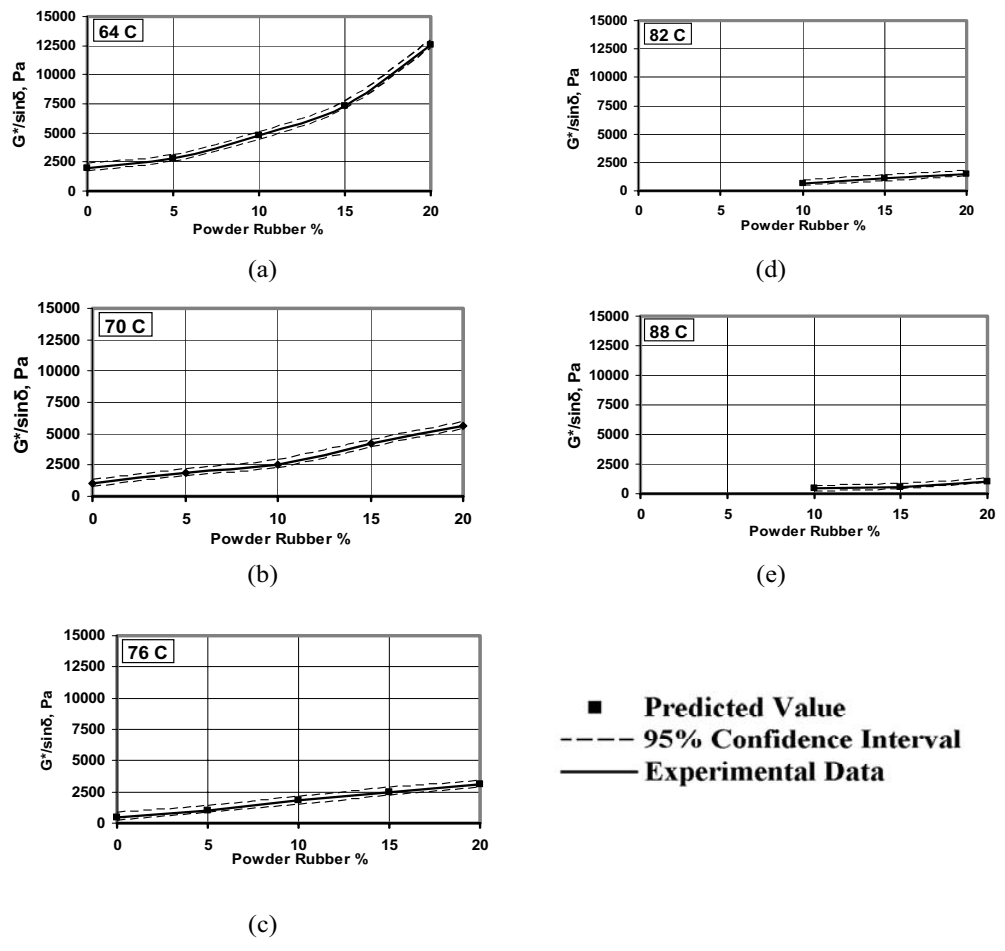 15000
12500
10000
7500
5000
2500
0
G*/sinδ, Pa
64 C
0 5 10 15 20
Powder Rubber %
(a)
15000
12500
10000
7500
5000
2500
0
G*/sinδ, Pa
82 C
0 5 10 15 20
Powder Rubber %
(d)
15000
12500
10000
7500
5000
2500
0
G*/sinδ, Pa
70 C
0 5 10 15 20
Powder Rubber %
(b)
15000
12500
10000
7500
5000
2500
0
G*/sinδ, Pa
88 C
0 5 10 15 20
Powder Rubber %
(e)
15000
12500
10000
7500
5000
2500
0
G*/sinδ, Pa
76 C
0 5 10 15 20
Powder Rubber %
(c)
Predicted Value
95% Confidence Interval
Experimental Data